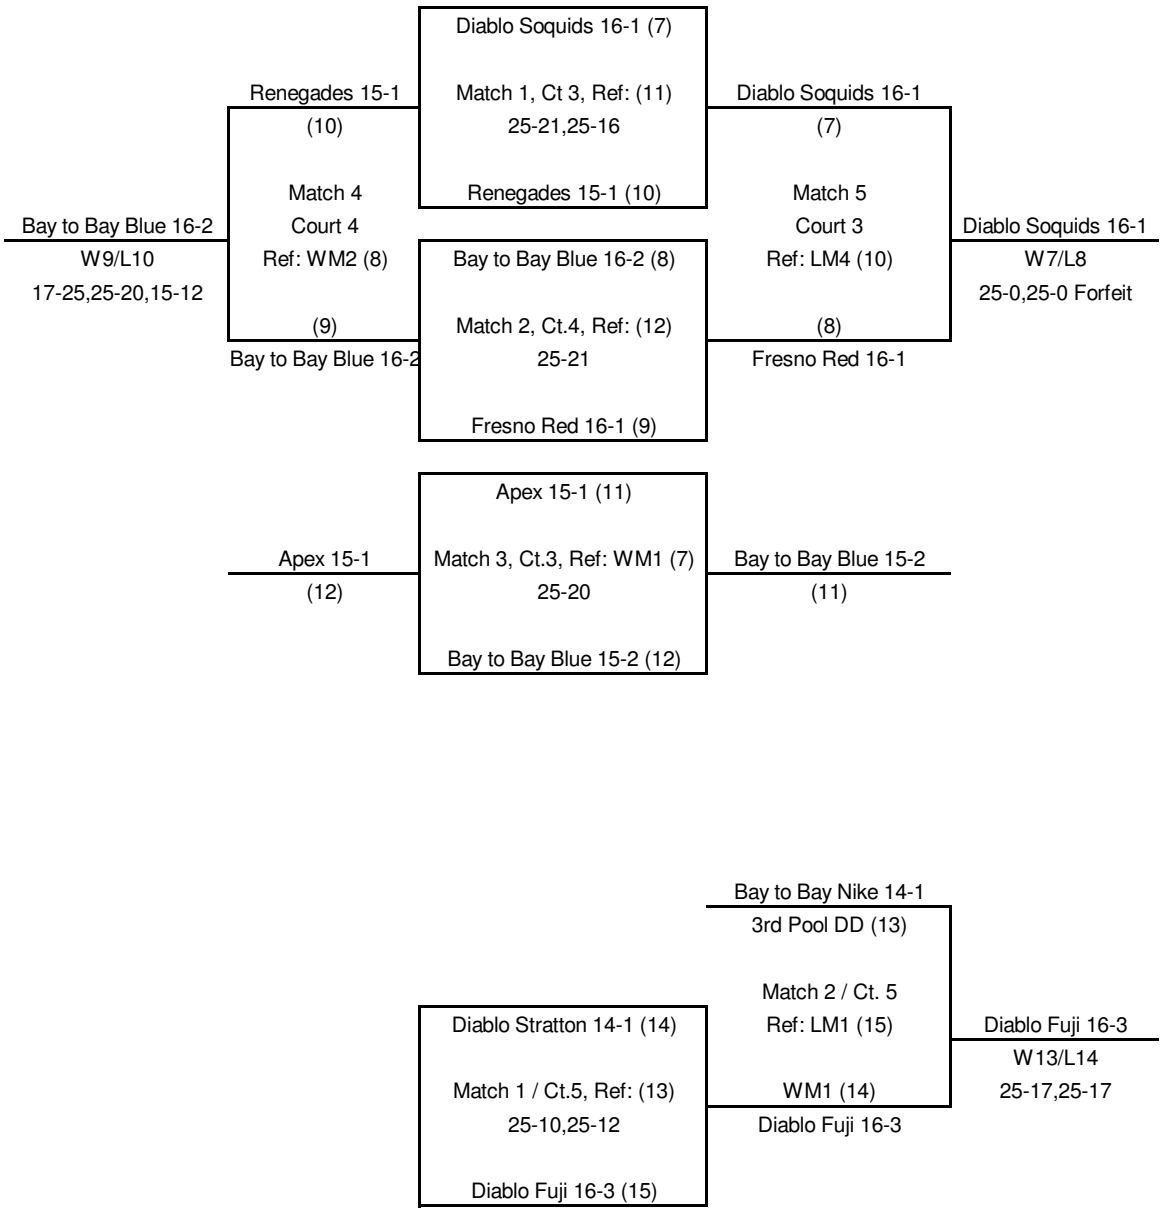 Diablo Soquids 16-1 (7)
Renegades 15-1 Match 1, Ct 3, Ref: (11) Diablo Soquids 16-1
(10) 25-21,25-16 (7)
Match 4 Renegades 15-1 (10) Match 5
Bay to Bay Blue 16-2 Court 4 Court 3 Diablo Soquids 16-1
W9/L10 Ref: WM2 (8) Bay to Bay Blue 16-2 (8) Ref: LM4 (10) W7/L8
17-25,25-20,15-12 25-0,25-0 Forfeit
(9) Match 2, Ct.4, Ref: (12) (8)
Bay to Bay Blue 16-2 25-21 Fresno Red 16-1
Fresno Red 16-1 (9)
Apex 15-1 (11)
Apex 15-1 Match 3, Ct.3, Ref: WM1 (7) Bay to Bay Blue 15-2
(12) 25-20 (11)
Bay to Bay Blue 15-2 (12)
Bay to Bay Nike 14-1
3rd Pool DD (13)
Match 2 / Ct. 5
Diablo Stratton 14-1 (14) Ref: LM1 (15) Diablo Fuji 16-3
W13/L14
Match 1 / Ct.5, Ref: (13) WM1 (14) 25-17,25-17
25-10,25-12 Diablo Fuji 16-3
Diablo Fuji 16-3 (15)